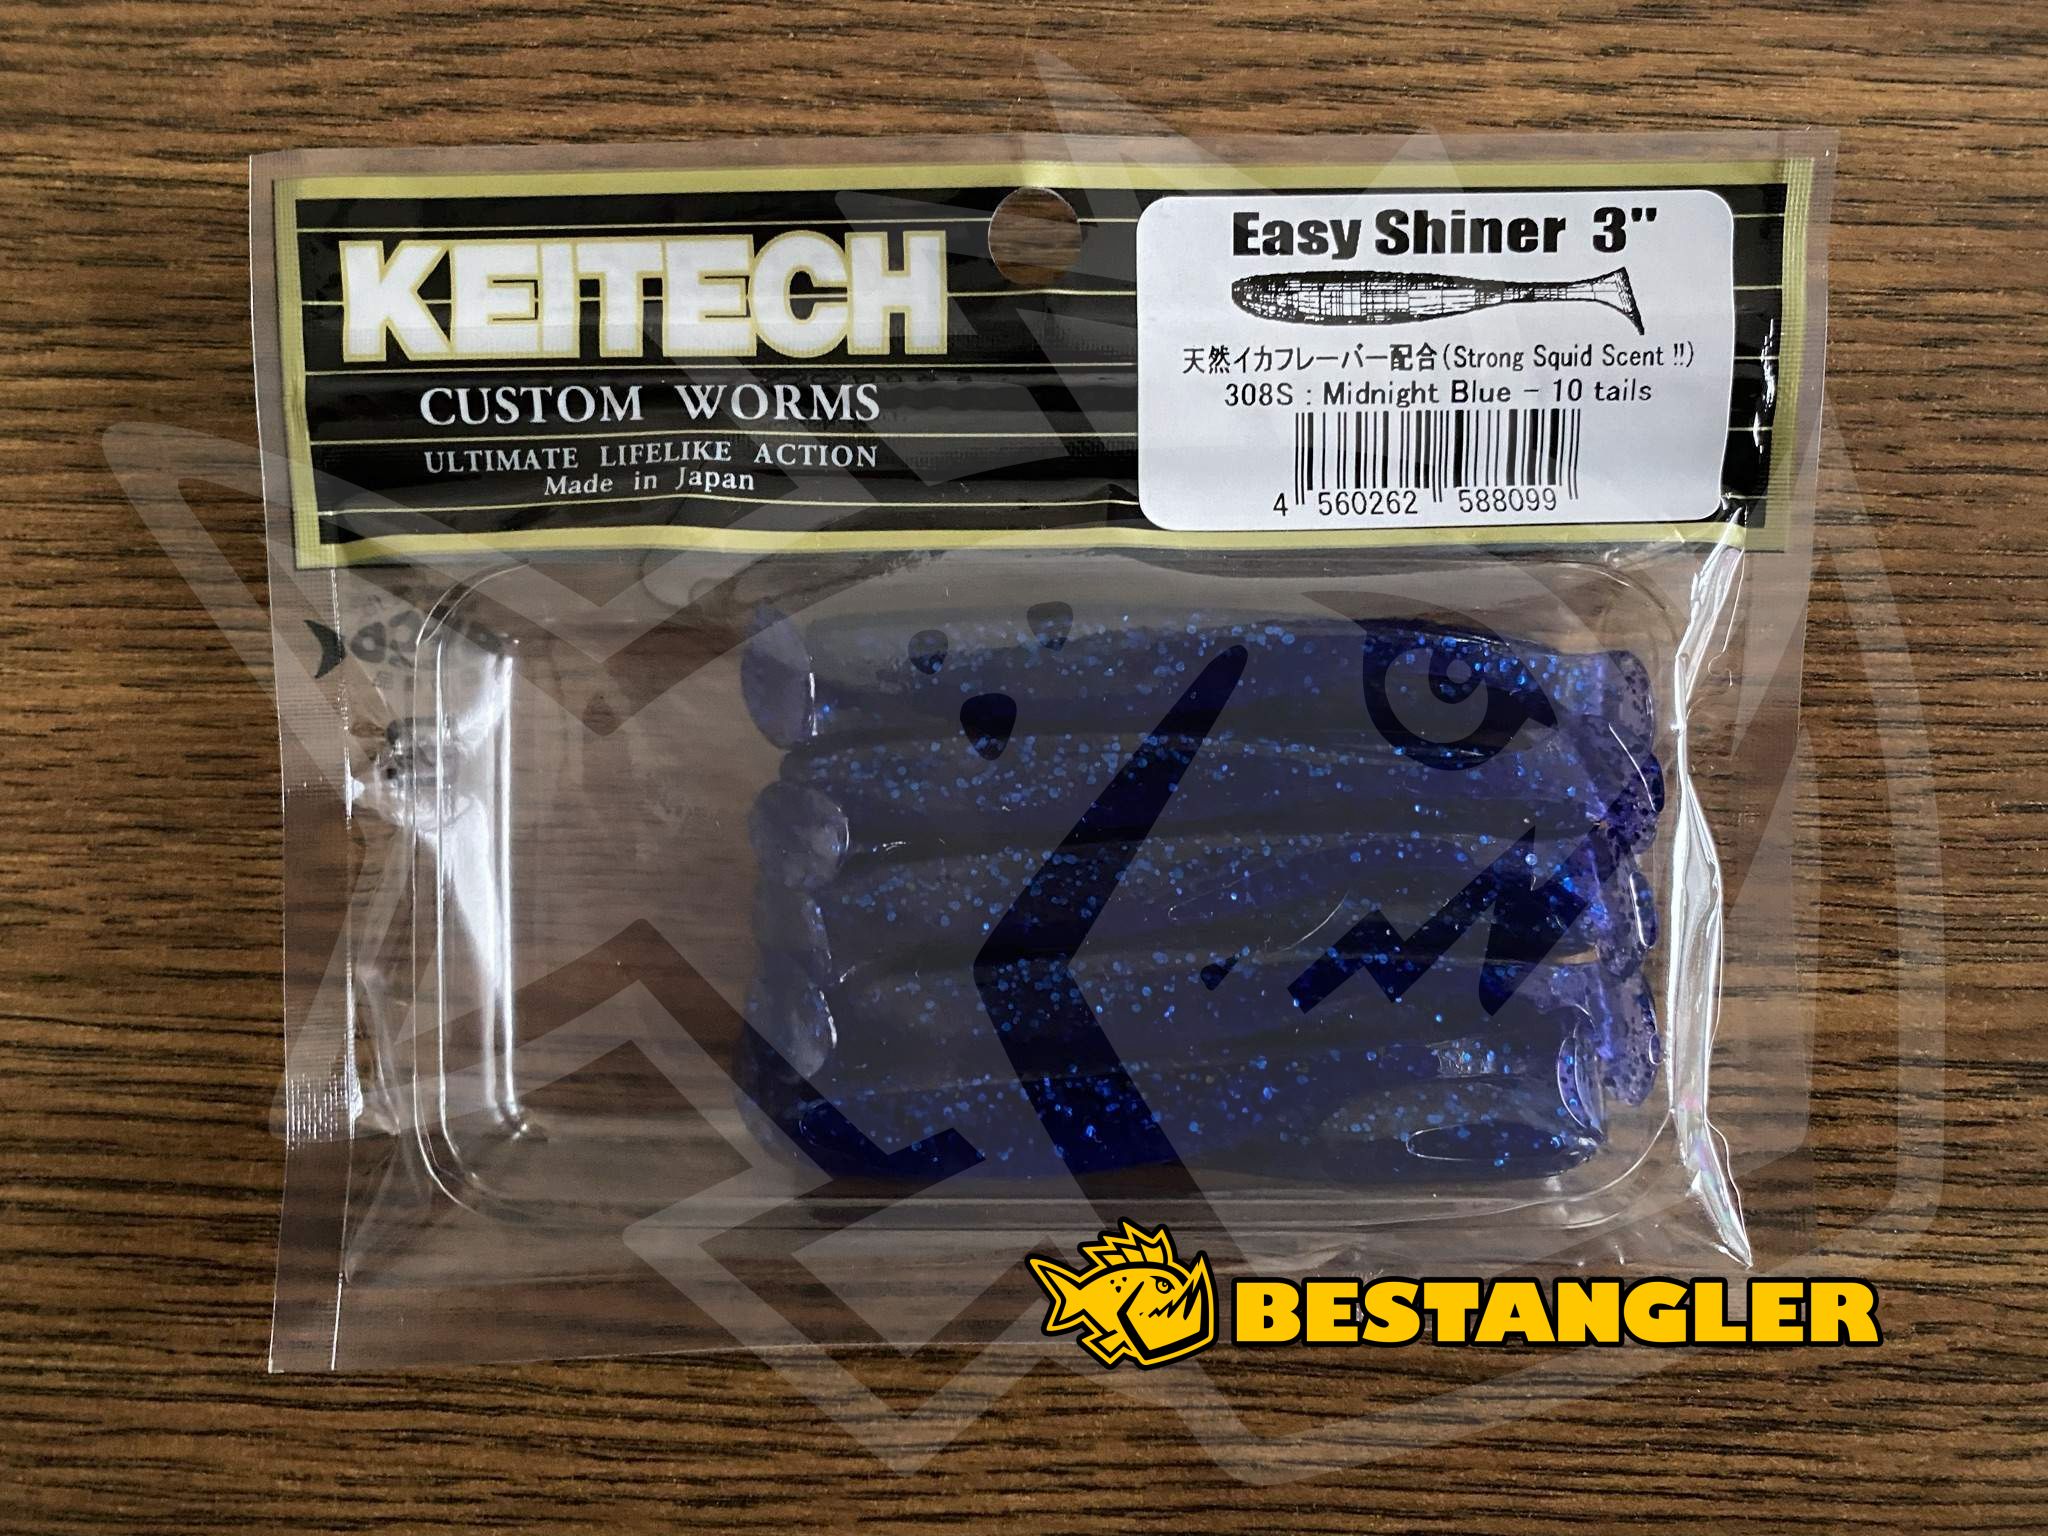 KEITECH
CUSTOM WORMS
ULTIMATE LIFELIKE ACTION
Made in Japan
Easy Shiner 3"
天然イカフレーバー配合(Strong Squid Scent !!)
308S : Midnight Blue - 10 tails
4 560262 588099
BESTANGLER